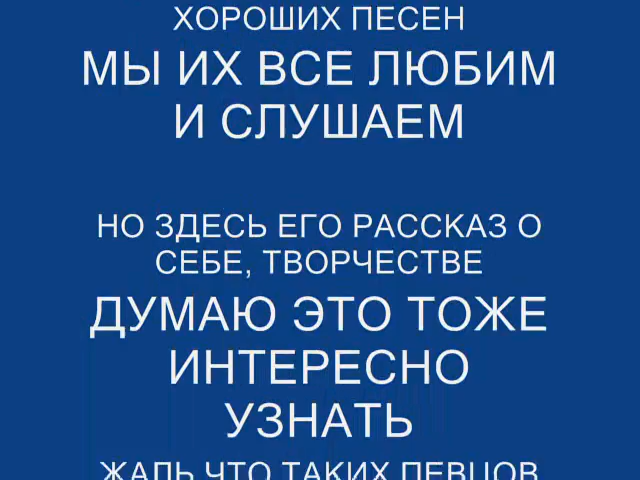 ХОРОШИХ ПЕСЕН
МЫ ИХ ВСЕ ЛЮБИМ
И СЛУШАЕМ
НО ЗДЕСЬ ЕГО РАССКАЗ О
СЕБЕ, ТВОРЧЕСТВЕ
ДУМАЮ ЭТО ТОЖЕ
ИНТЕРЕСНО
УЗНАТЬ
ЖАЛЬ ЧТО ТАКИХ ПЕВЦОВ